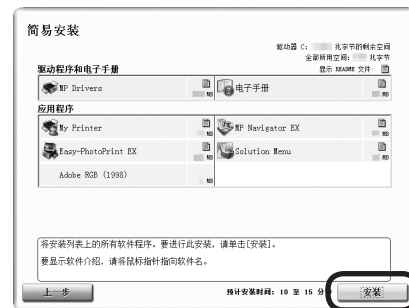 简易安装
驱动器 C: 兆字节的剩余空间
全部所用空间: 兆字节
驱动程序和电子手册
显示 README 文件:
MP Drivers
MB
电子手册
MB
应用程序
My Printer
MB
MP Navigator EX
MB
Easy-PhotoPrint EX
MB
Solution Menu
MB
Adobe RGB (1998)
MB
将安装列表上的所有软件程序。要进行此安装，请单击[安装]。
要显示软件介绍，请将鼠标指针指向软件名。
上一步
预计安装时间: 10 至 15 分
安装